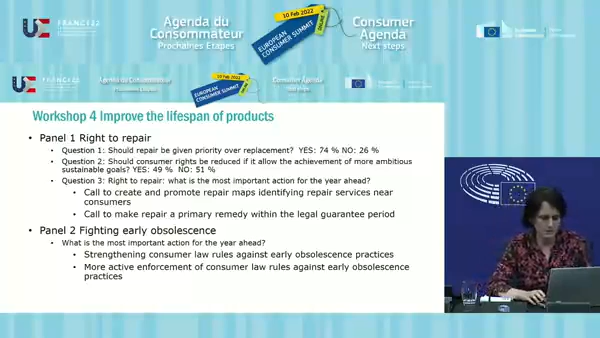 UE
FRANCE22
Agenda du
Consommateur
Prochaines Etapes
10 Feb 2022
EUROPEAN
CONSUMER SUMMIT
ONLINE
Consumer
Agenda
Next steps
UE
FRANCE22
Agenda du Consommateur
Prochaines Etapes
10 Feb 2022
EUROPEAN
CONSUMER SUMMIT
Consumer Agenda
Next steps
Workshop 4 Improve the lifespan of products
• Panel 1 Right to repair
• Question 1: Should repair be given priority over replacement? YES: 74 % NO: 26 %
• Question 2: Should consumer rights be reduced if it allow the achievement of more ambitious
sustainable goals? YES: 49 % NO: 51 %
• Question 3: Right to repair: what is the most important action for the year ahead?
• Call to create and promote repair maps identifying repair services near
consumers
• Call to make repair a primary remedy within the legal guarantee period
• Panel 2 Fighting early obsolescence
• What is the most important action for the year ahead?
• Strengthening consumer law rules against early obsolescence practices
• More active enforcement of consumer law rules against early obsolescence
practices